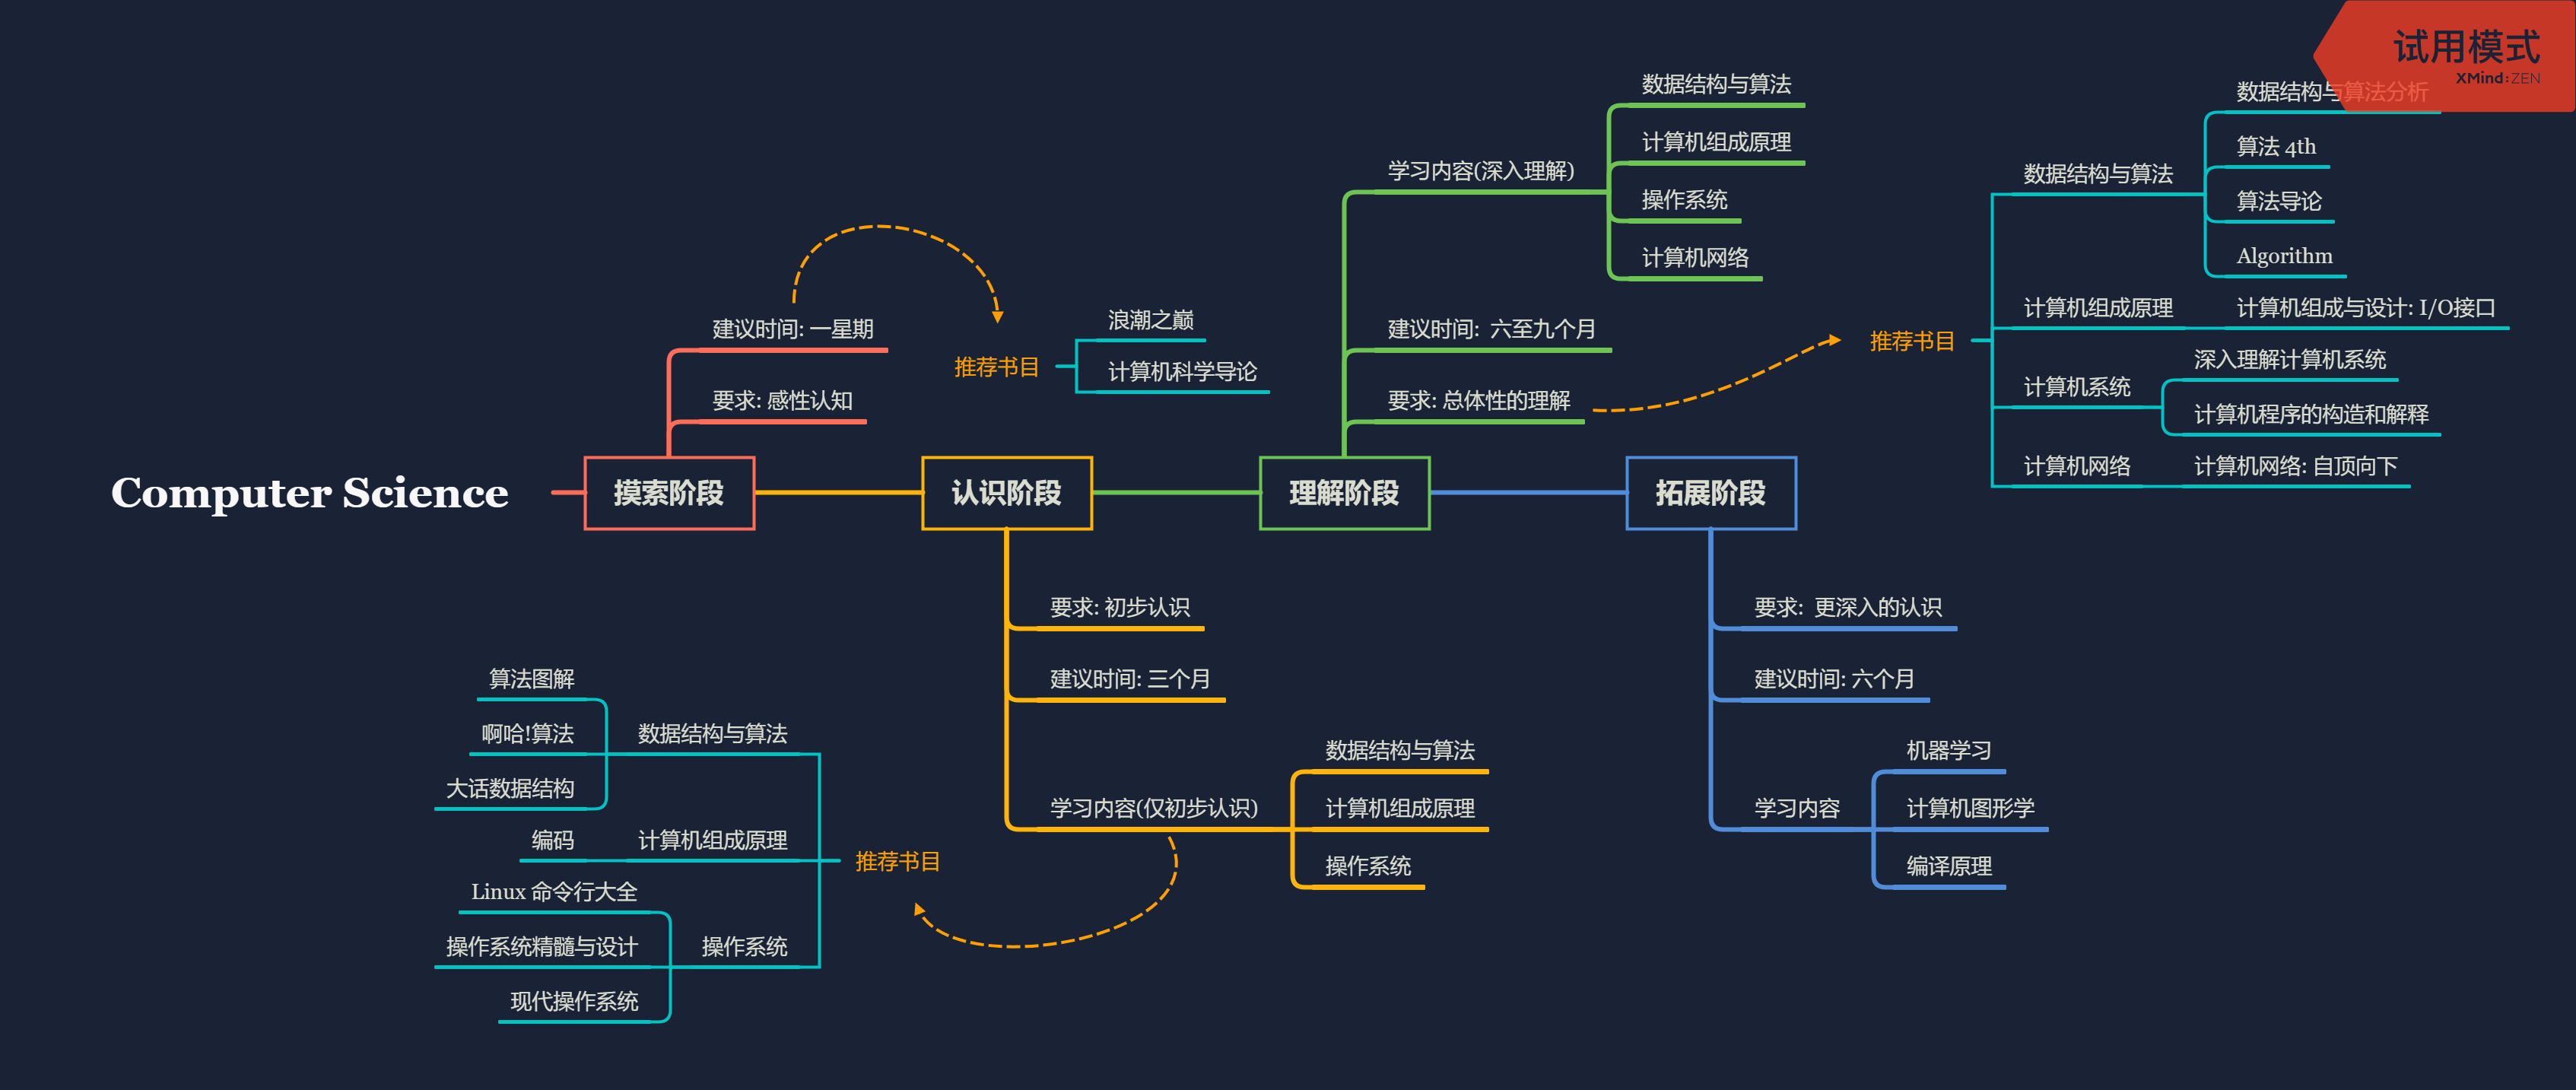 试用模式
XMind:ZEN
Computer Science
摸索阶段
建议时间: 一星期
要求: 感性认知
推荐书目
浪潮之巅
计算机科学导论
认识阶段
要求: 初步认识
建议时间: 三个月
学习内容(仅初步认识)
数据结构与算法
计算机组成原理
操作系统
推荐书目
数据结构与算法
算法图解
啊哈!算法
大话数据结构
计算机组成原理
编码
操作系统
Linux 命令行大全
操作系统精髓与设计
现代操作系统
理解阶段
学习内容(深入理解)
数据结构与算法
计算机组成原理
操作系统
计算机网络
建议时间: 六至九个月
要求: 总体性的理解
推荐书目
数据结构与算法
数据结构与算法分析
算法 4th
算法导论
Algorithm
计算机组成原理
计算机组成与设计: I/O接口
计算机系统
深入理解计算机系统
计算机程序的构造和解释
计算机网络
计算机网络: 自顶向下
拓展阶段
要求: 更深入的认识
建议时间: 六个月
学习内容
机器学习
计算机图形学
编译原理